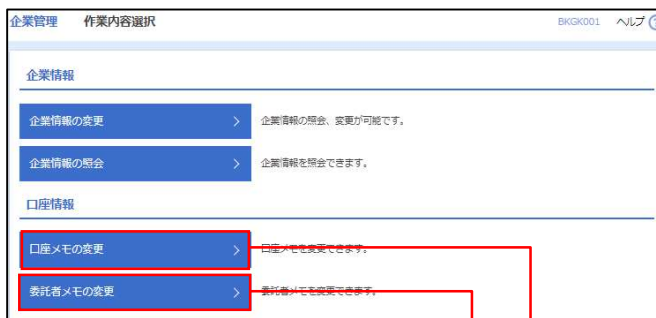 企業管理 作業内容選択 BKGK001 ヘルプ
企業情報
企業情報の変更 企業情報の照会、変更が可能です。
企業情報の照会 企業情報を照会できます。
口座情報
口座メモの変更 口座メモを変更できます。
委託者メモの変更 委託者メモを変更できます。